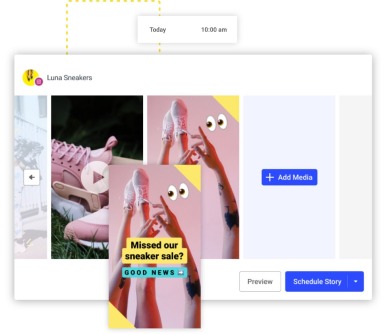 Today 10:00 am
Luna Sneakers
+ Add Media
Missed our
sneaker sale?
GOOD NEWS
Preview
Schedule Story